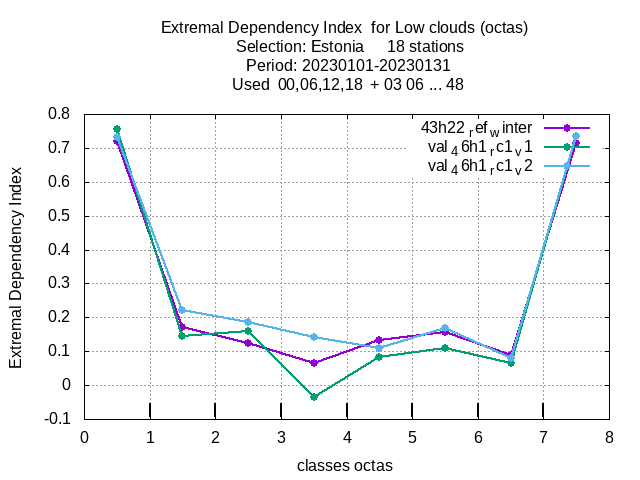 Extremal Dependency Index  for Low clouds (octas)
Selection: Estonia     18 stations
Period: 20230101-20230131
Used  00,06,12,18  + 03 06 ... 48
Extremal Dependency Index
0.8
0.7
0.6
0.5
0.4
0.3
0.2
0.1
0
-0.1
43h22 ref winter
val 46h1 rc1 v1
val 46h1 rc1 v2
0 1 2 3 4 5 6 7 8
classes octas